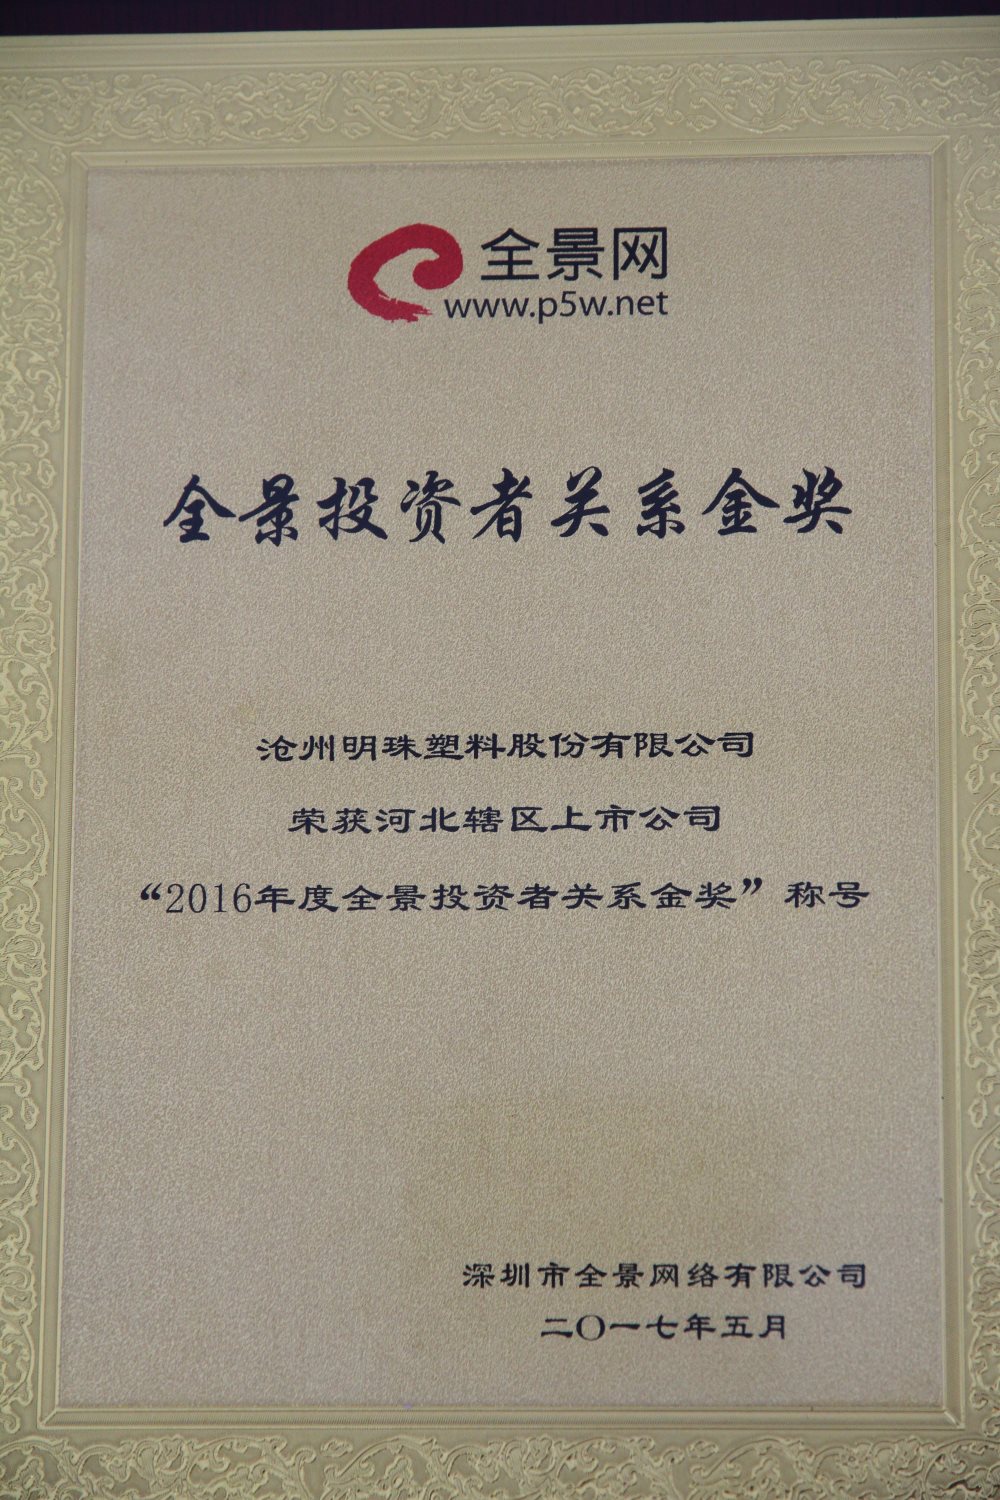 全景网
www.p5w.net
全景投资者关系金奖
沧州明珠塑料股份有限公司
荣获河北辖区上市公司
“2016年度全景投资者关系金奖”称号
深圳市全景网络有限公司
二〇一七年五月